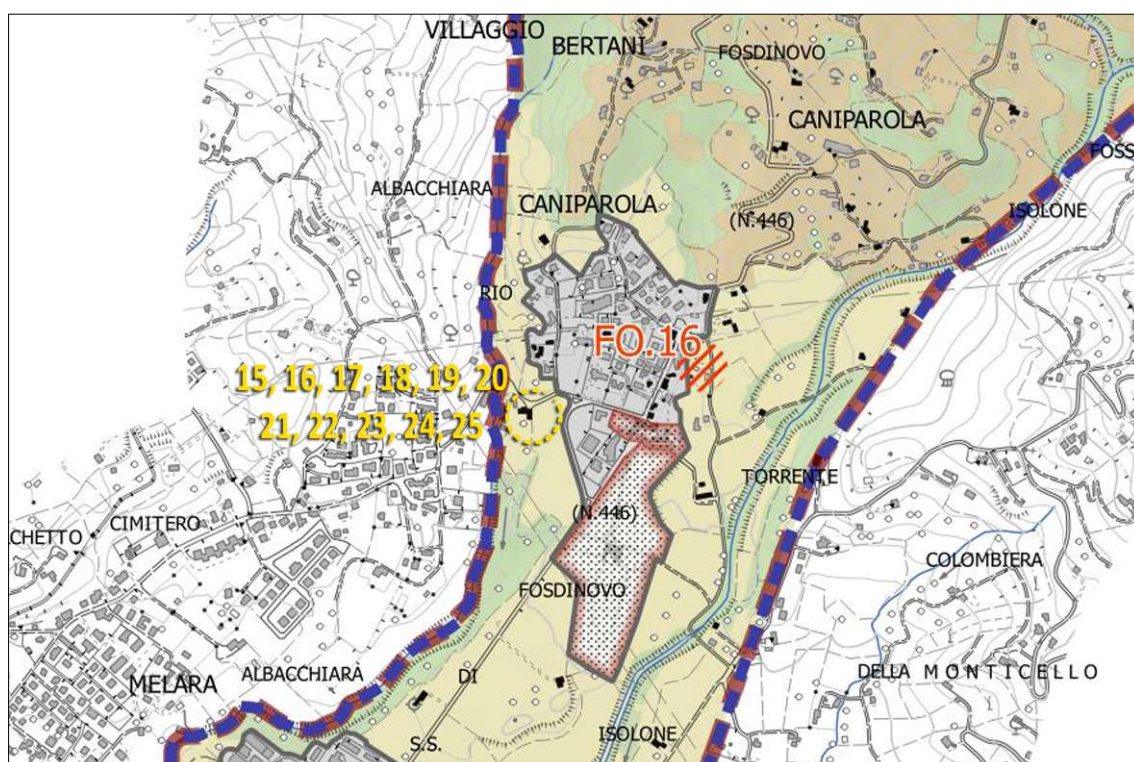 VILLAGGIO
BERTANI
FOSDINOVO
CANIPAROLA
FOSS
ALBACCHIARA
CANIPAROLA
ISOLONE
(N.446)
RIO
FO.16
15, 16, 17, 18, 19, 20
21, 22, 23, 24, 25
TORRENTE
(N.446)
CIMITERO
CHETTO
COLOMBIERA
FOSDINOVO
ALBACCHIARA
DI
DELLA MONTICELLO
MELARA
ISOLONE
S.S.